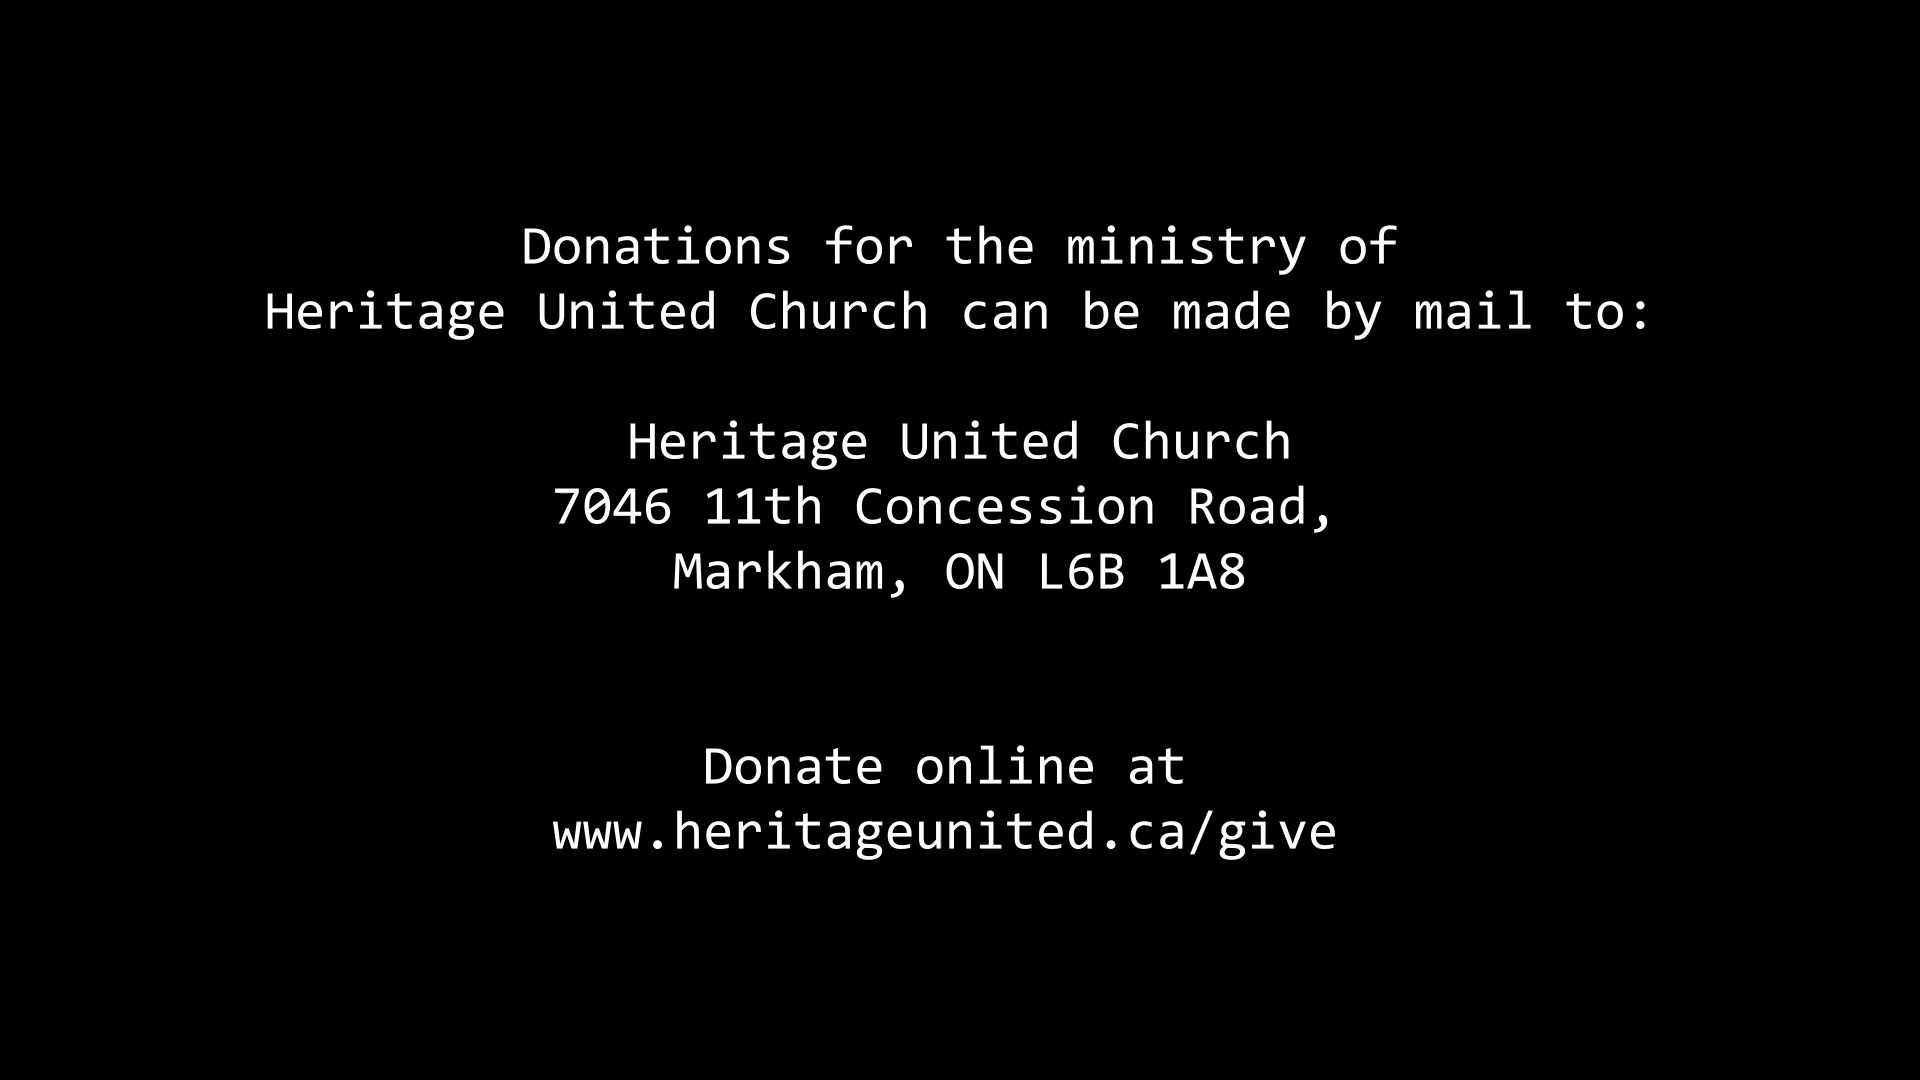 Donations for the ministry of
Heritage United Church can be made by mail to:
Heritage United Church
7046 11th Concession Road,
Markham, ON L6B 1A8
Donate online at
www.heritageunited.ca/give